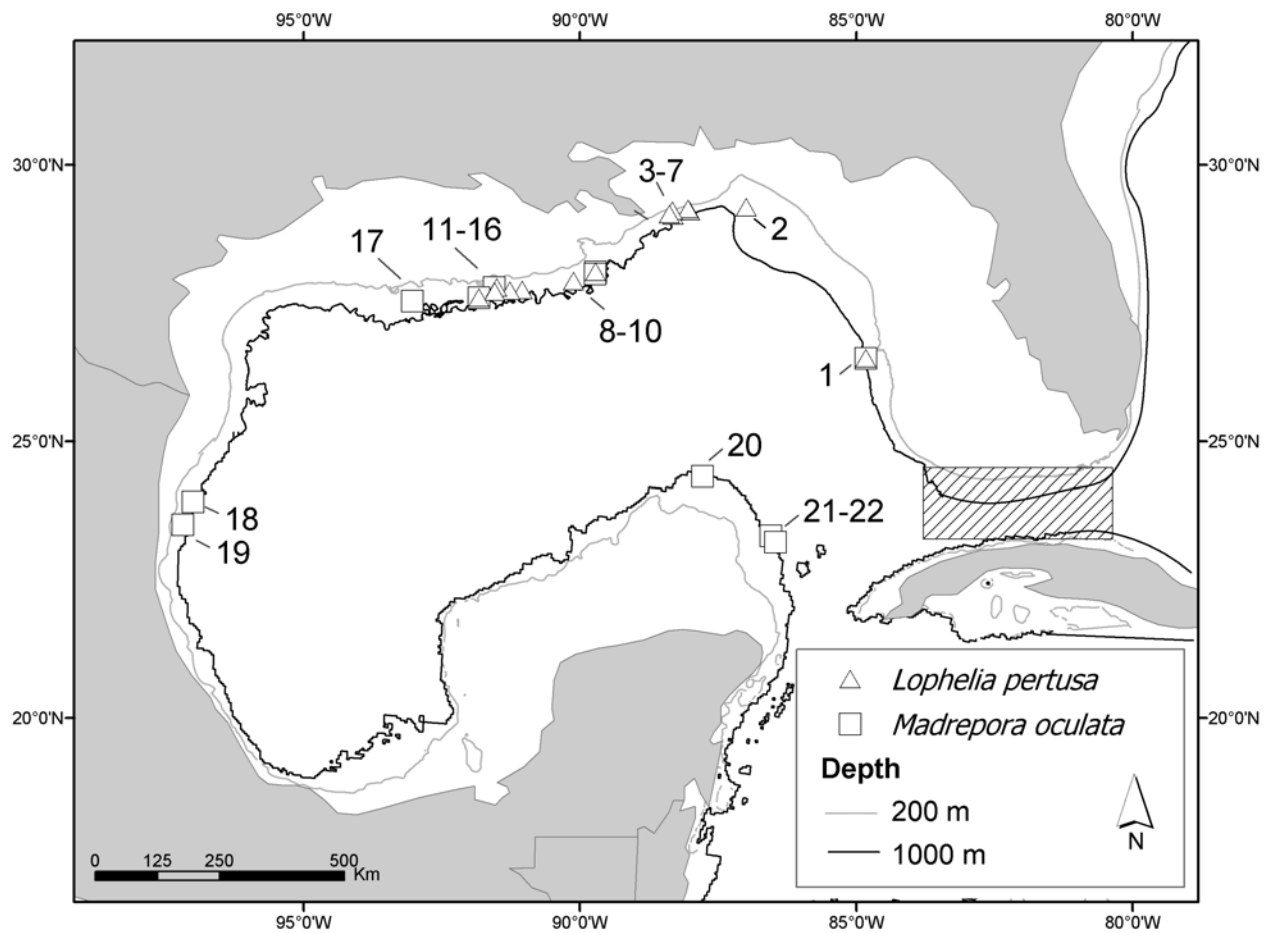 95°0'W 90°0'W 85°0'W 80°0'W
30°0'N 30°0'N
3-7
2
17 11-16
8-10
1
25°0'N 25°0'N
20
18 21-22
19
Lophelia pertusa
20°0'N 20°0'N
Madrepora oculata
Depth
200 m
1000 m
N
0 125 250 500
Km
95°0'W 90°0'W 85°0'W 80°0'W